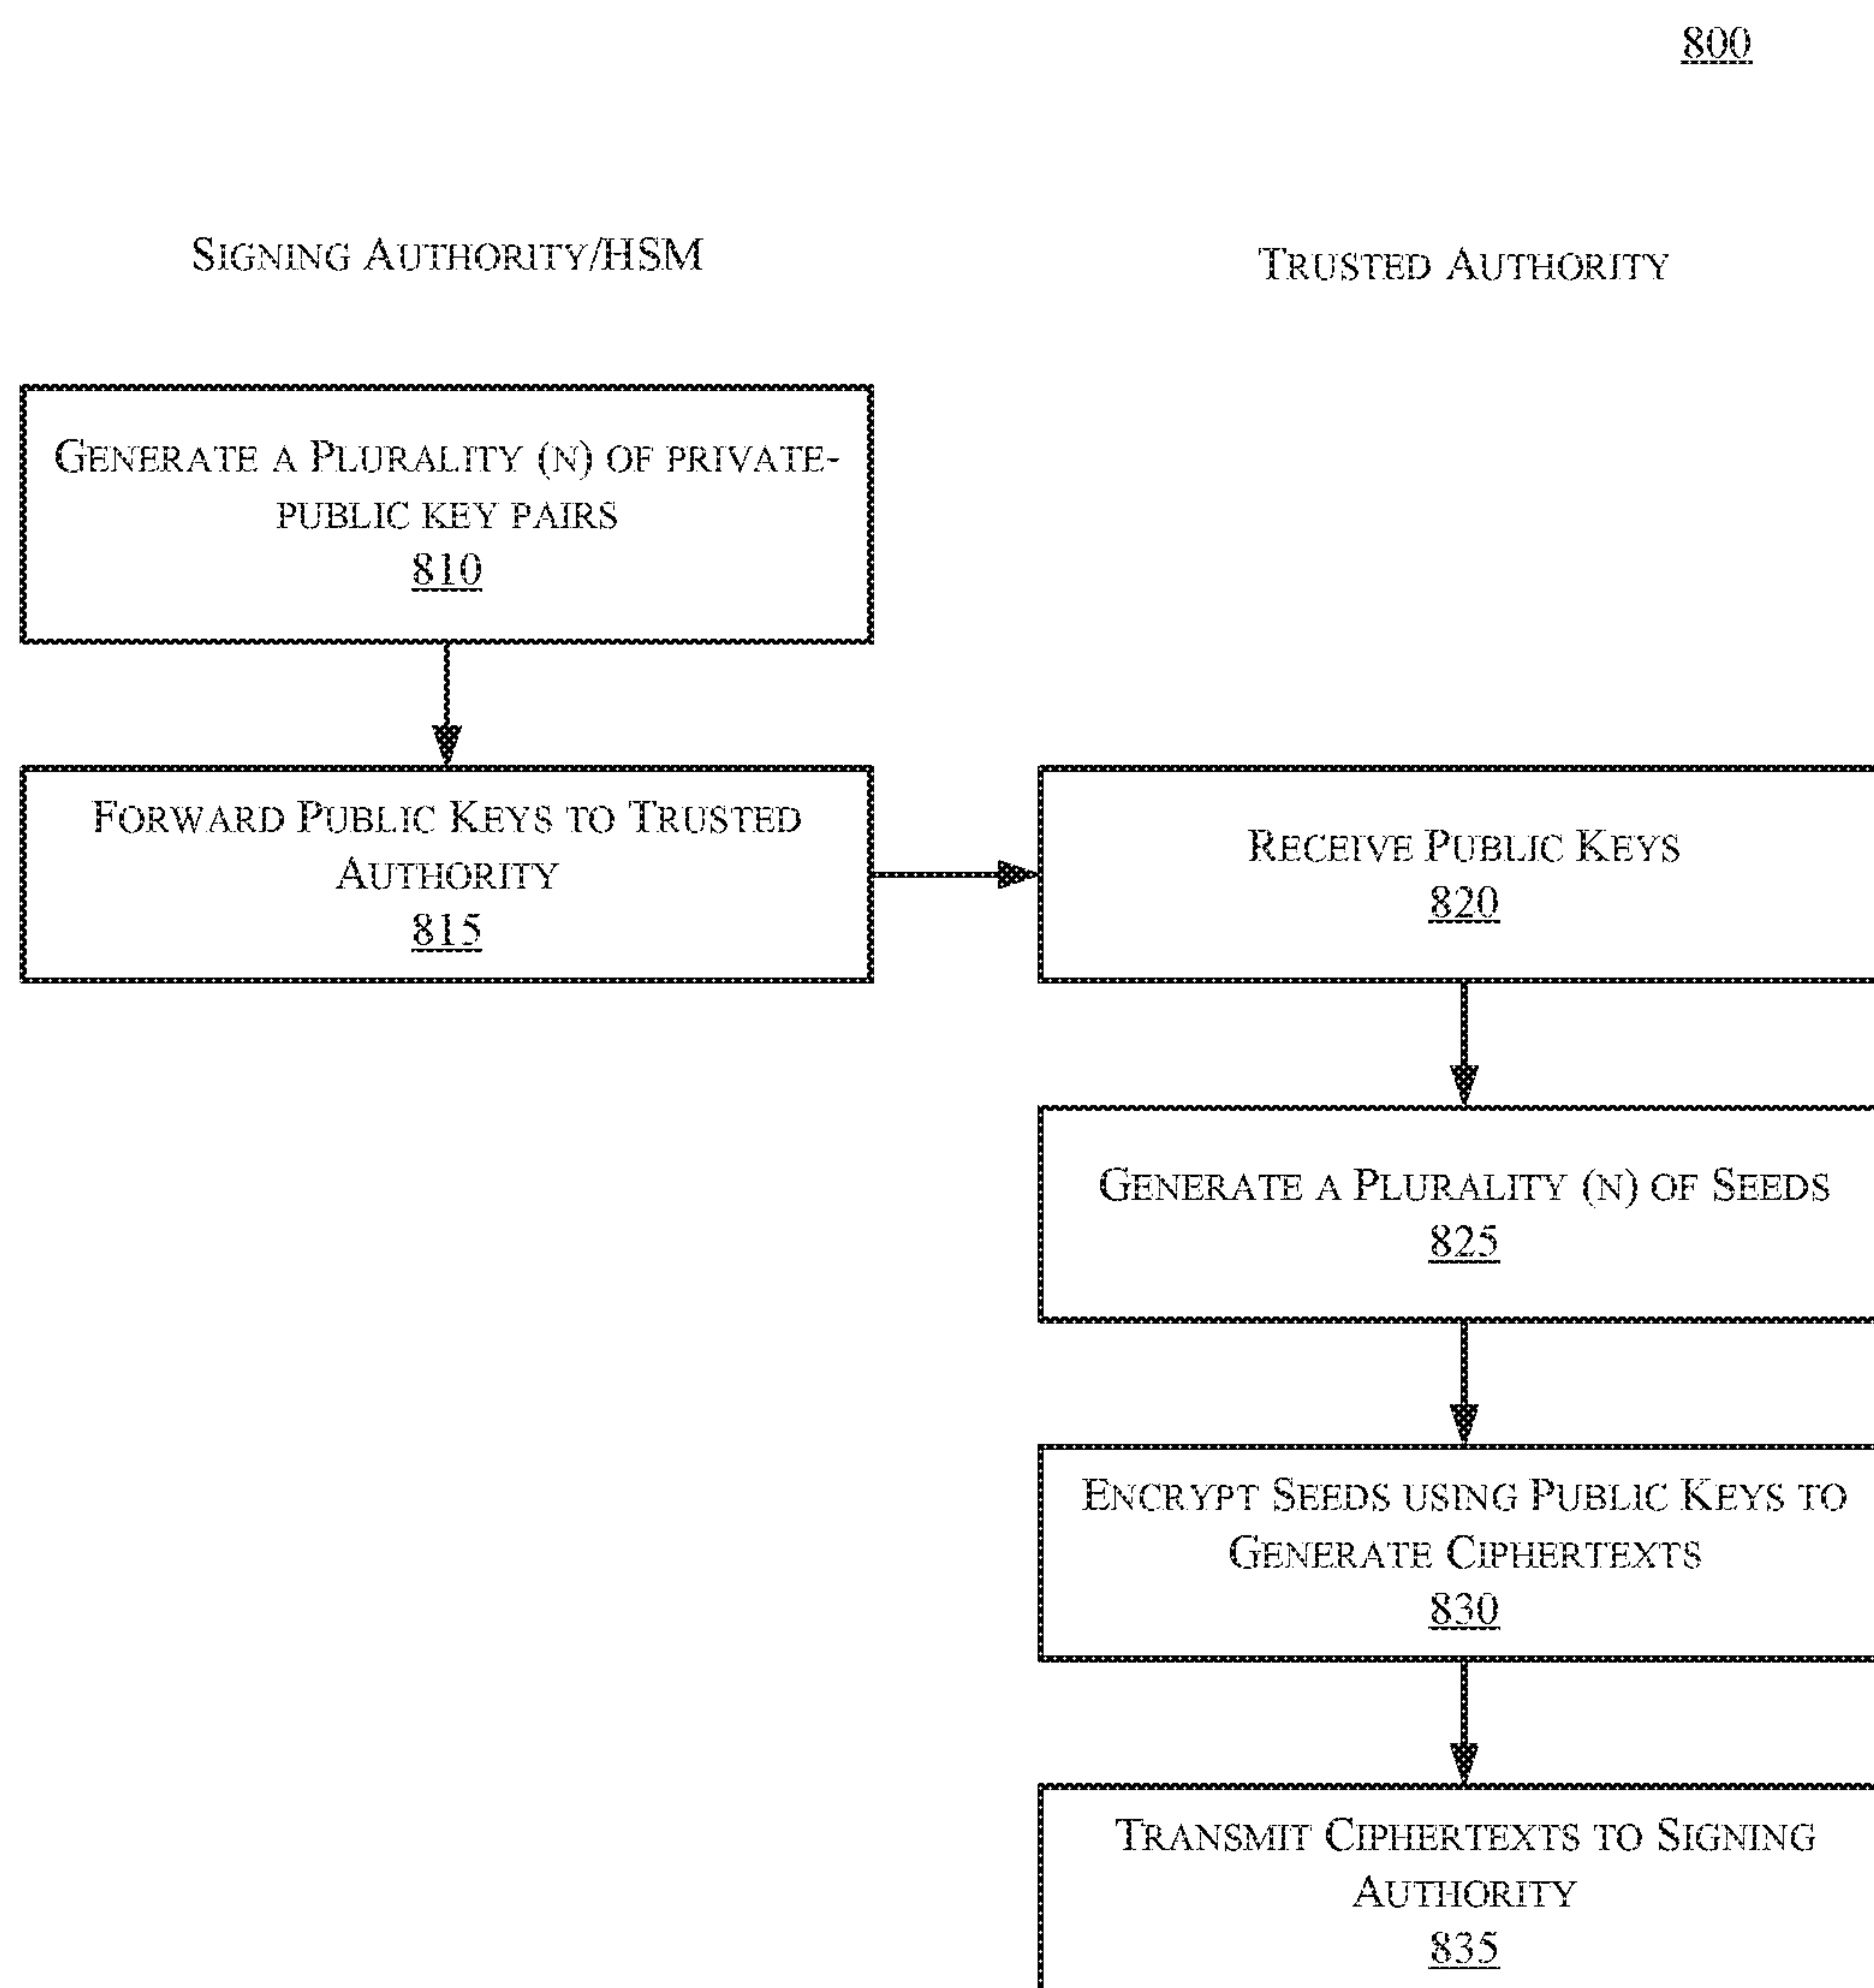 800
SIGNING AUTHORITY/HSM
TRUSTED AUTHORITY
GENERATE A PLURALITY (N) OF PRIVATE-
PUBLIC KEY PAIRS
810
FORWARD PUBLIC KEYS TO TRUSTED
AUTHORITY
815
RECEIVE PUBLIC KEYS
820
GENERATE A PLURALITY (N) OF SEEDS
825
ENCRYPT SEEDS USING PUBLIC KEYS TO
GENERATE CIPHERTEXTS
830
TRANSMIT CIPHERTEXTS TO SIGNING
AUTHORITY
835